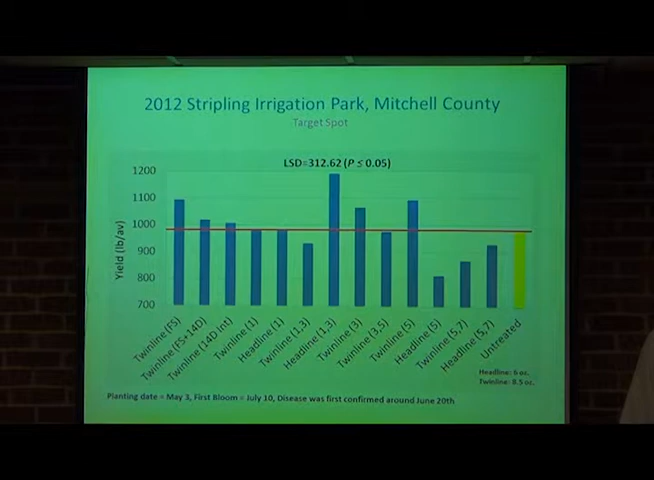 2012 Stripling Irrigation Park, Mitchell County
Target Spot
LSD=312.62 (P ≤ 0.05)
Yield (lb/av)
1200
1100
1000
900
800
700
Twinline (FS)
Twinline (FS+14D)
Twinline (14D Int)
Twinline (1)
Headline (1)
Twinline (1,3)
Headline (1,3)
Twinline (3)
Twinline (3,5)
Twinline (5)
Headline (5)
Twinline (5,7)
Headline (5,7)
Untreated
Headline: 6 oz.
Twinline: 8.5 oz.
Planting date = May 3, First Bloom = July 10, Disease was first confirmed around June 20th